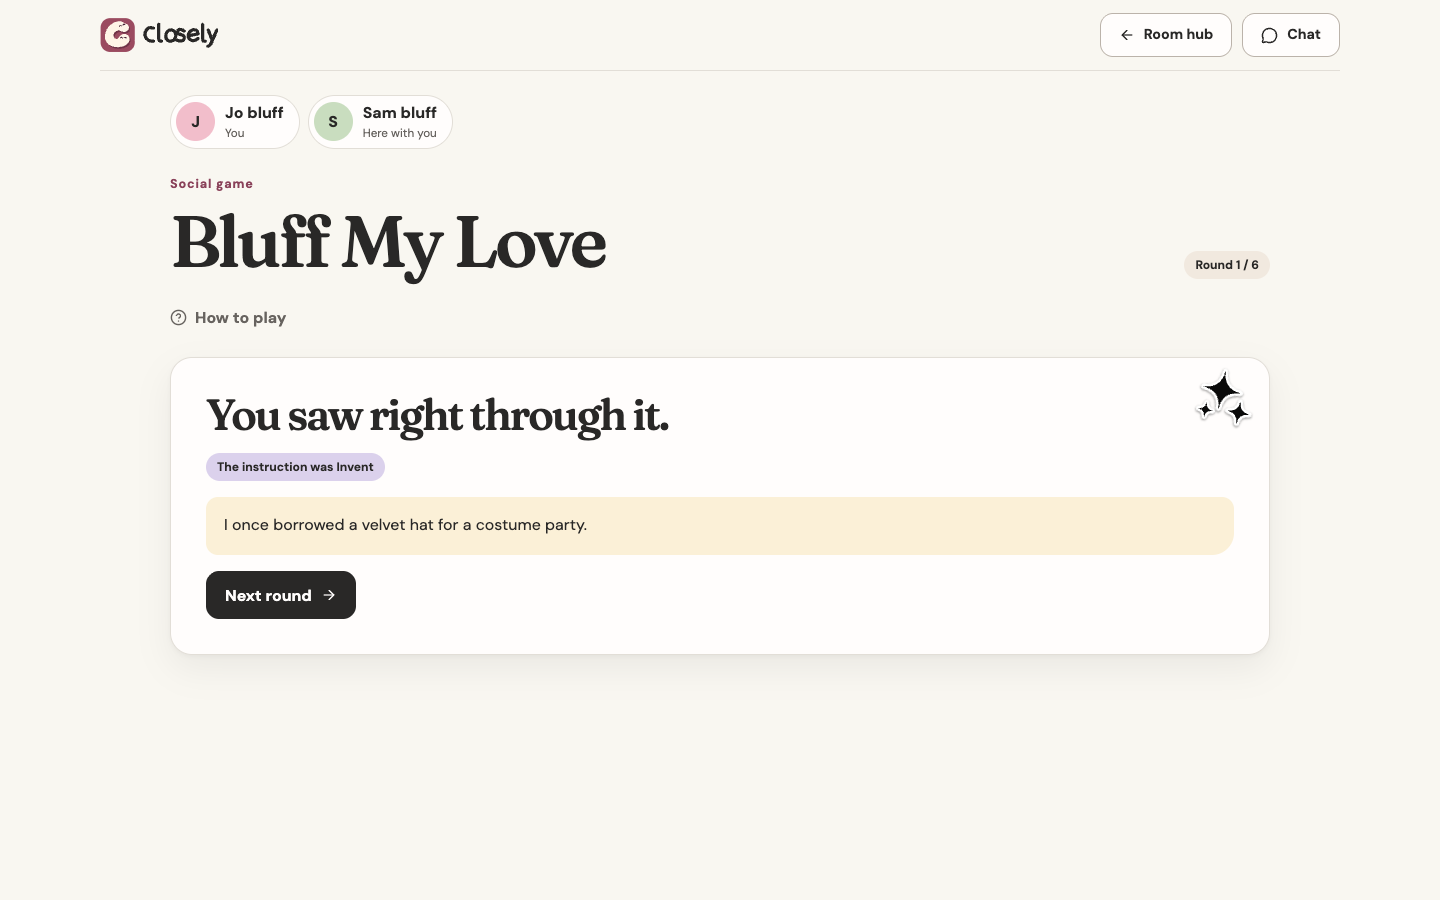 Closely
Room hub
Chat
J
Jo bluff
You
S
Sam bluff
Here with you
Social game
Bluff My Love
Round 1 / 6
How to play
You saw right through it.
The instruction was Invent
I once borrowed a velvet hat for a costume party.
Next round